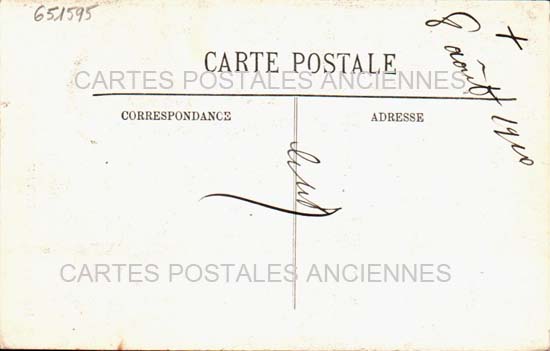 651595
8 août 1910
CARTE POSTALE
CARTES POSTALES ANCIENNES
CORRESPONDANCE
ADRESSE
CARTES POSTALES ANCIENNES